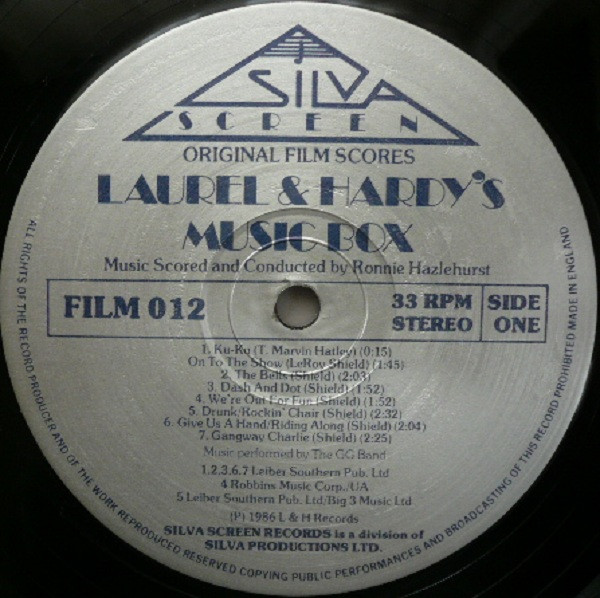 SILVA
SCREEN
ORIGINAL FILM SCORES
LAUREL & HARDY'S
MUSIC BOX
Music Scored and Conducted by Ronnie Hazlehurst
FILM 012
33 RPM
STEREO
SIDE
ONE
1. Ku-Ku (T. Marvin Hatley) (0:15)
On To The Show (LeRoy Shield) (1:45)
2. The Bells (Shield) (2:03)
3. Dash And Dot (Shield) (1:52)
4. We're Out For Fun (Shield) (1:52)
5. Drunk/Rockin' Chair (Shield) (2:32)
6. Give Us A Hand/Riding Along (Shield) (2:04)
7. Gangway Charlie (Shield) (2:25)
Music performed by The GG Band
1.2.3.6.7 Leiber Southern Pub. Ltd
4 Robbins Music Corp./UA
5 Leiber Southern Pub. Ltd/Big 3 Music Ltd
(P) 1986 L & H Records
SILVA SCREEN RECORDS is a division of
SILVA PRODUCTIONS LTD.
ALL RIGHTS OF THE RECORD PRODUCER AND OF THE WORK REPRODUCED RESERVED COPYING PUBLIC PERFORMANCES AND BROADCASTING OF THIS RECORD PROHIBITED MADE IN ENGLAND